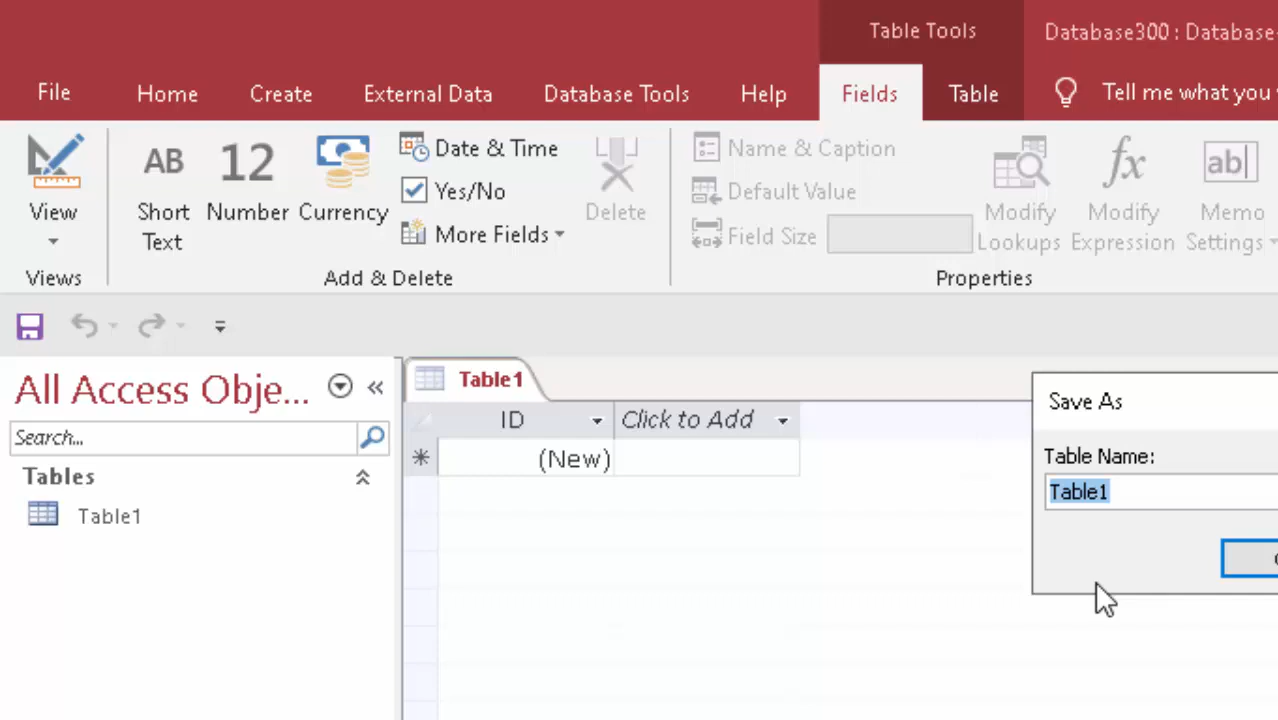 Table Tools
Database300 : Database-
File Home Create External Data Database Tools Help Fields Table Tell me what you
View
AB
Short
Text
12
Number
Currency
Date & Time
Yes/No
More Fields
Delete
Name & Caption
Default Value
Field Size
Modify
Lookups
fx
Modify
Expression
ab
Memo
Settings
Views
Add & Delete
Properties
All Access Obje...
Search...
Tables
Table1
Table1
ID Click to Add
* (New)
Save As
Table Name:
Table1